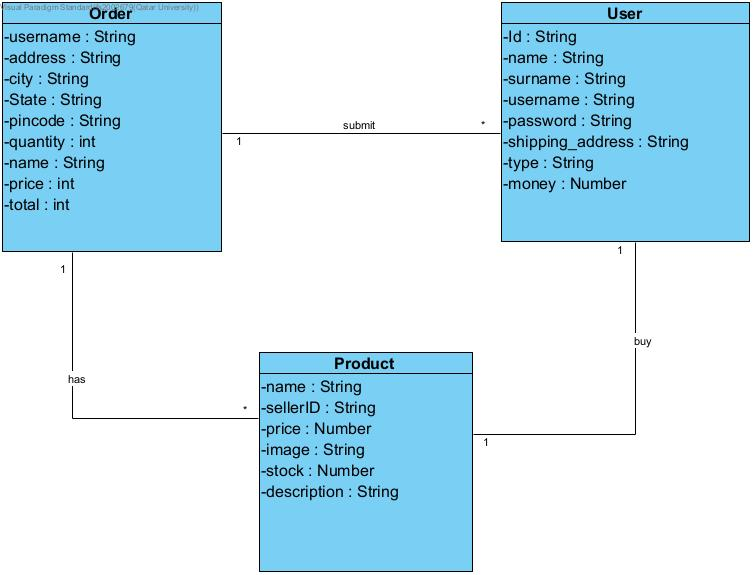 Order
-username : String
-address : String
-city : String
-State : String
-pincode : String
-quantity : int
-name : String
-price : int
-total : int
User
-Id : String
-name : String
-surname : String
-username : String
-password : String
-shipping_address : String
-type : String
-money : Number
submit
1
*
1
has
*
1
buy
1
Product
-name : String
-sellerID : String
-price : Number
-image : String
-stock : Number
-description : String